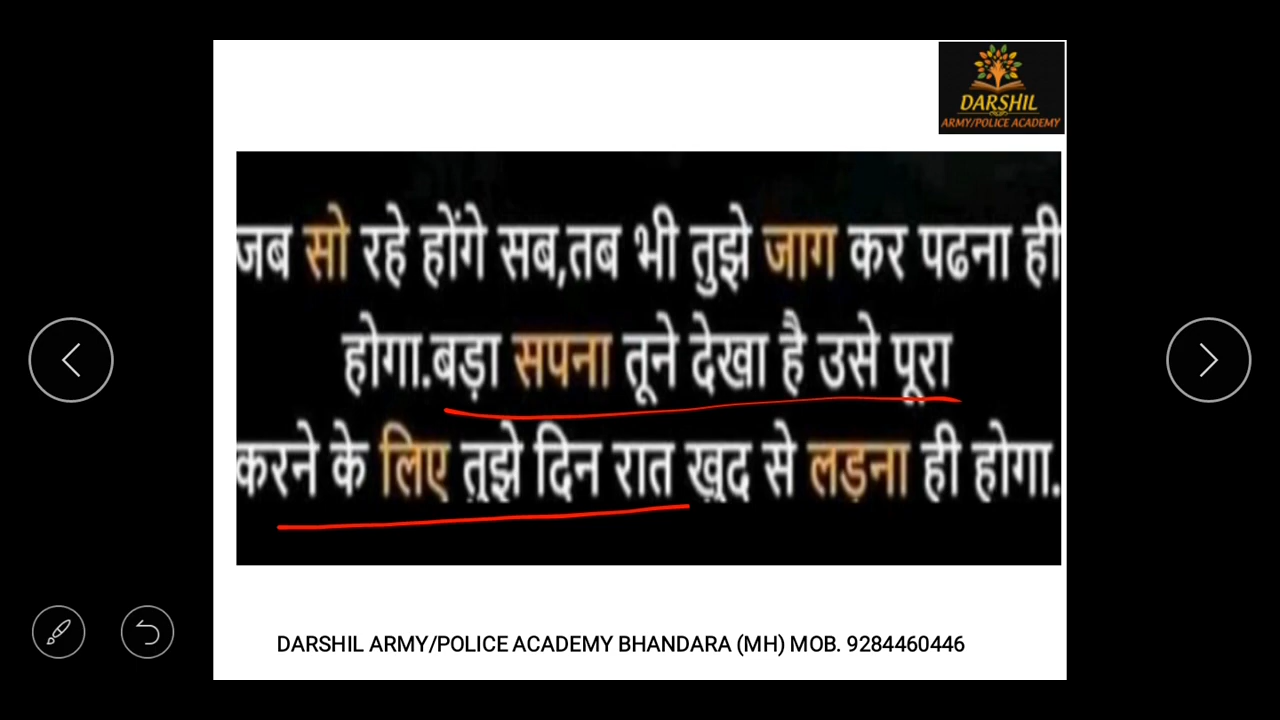 DARSHIL
ARMY/POLICE ACADEMY
जब सो रहे होंगे सब,तब भी तुझे जाग कर पढना ही
होगा.बड़ा सपना तूने देखा है उसे पूरा
करने के लिए तुझे दिन रात खुद से लड़ना ही होगा.
DARSHIL ARMY/POLICE ACADEMY BHANDARA (MH) MOB. 9284460446